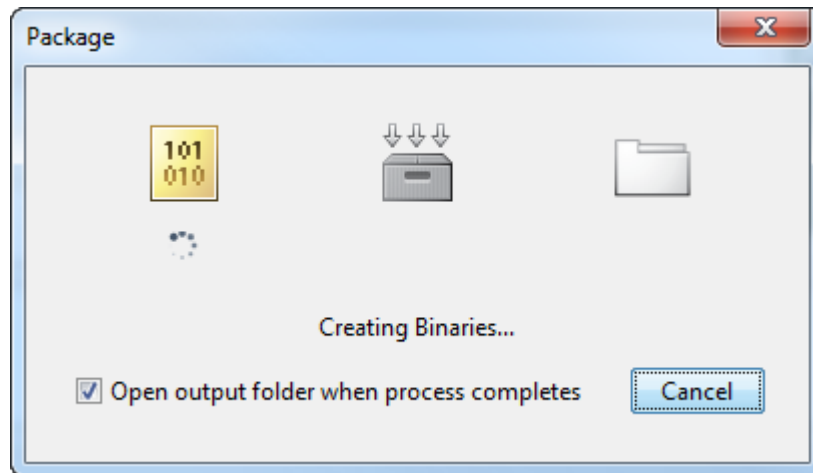 Package
101
010
Creating Binaries...
Open output folder when process completes
Cancel